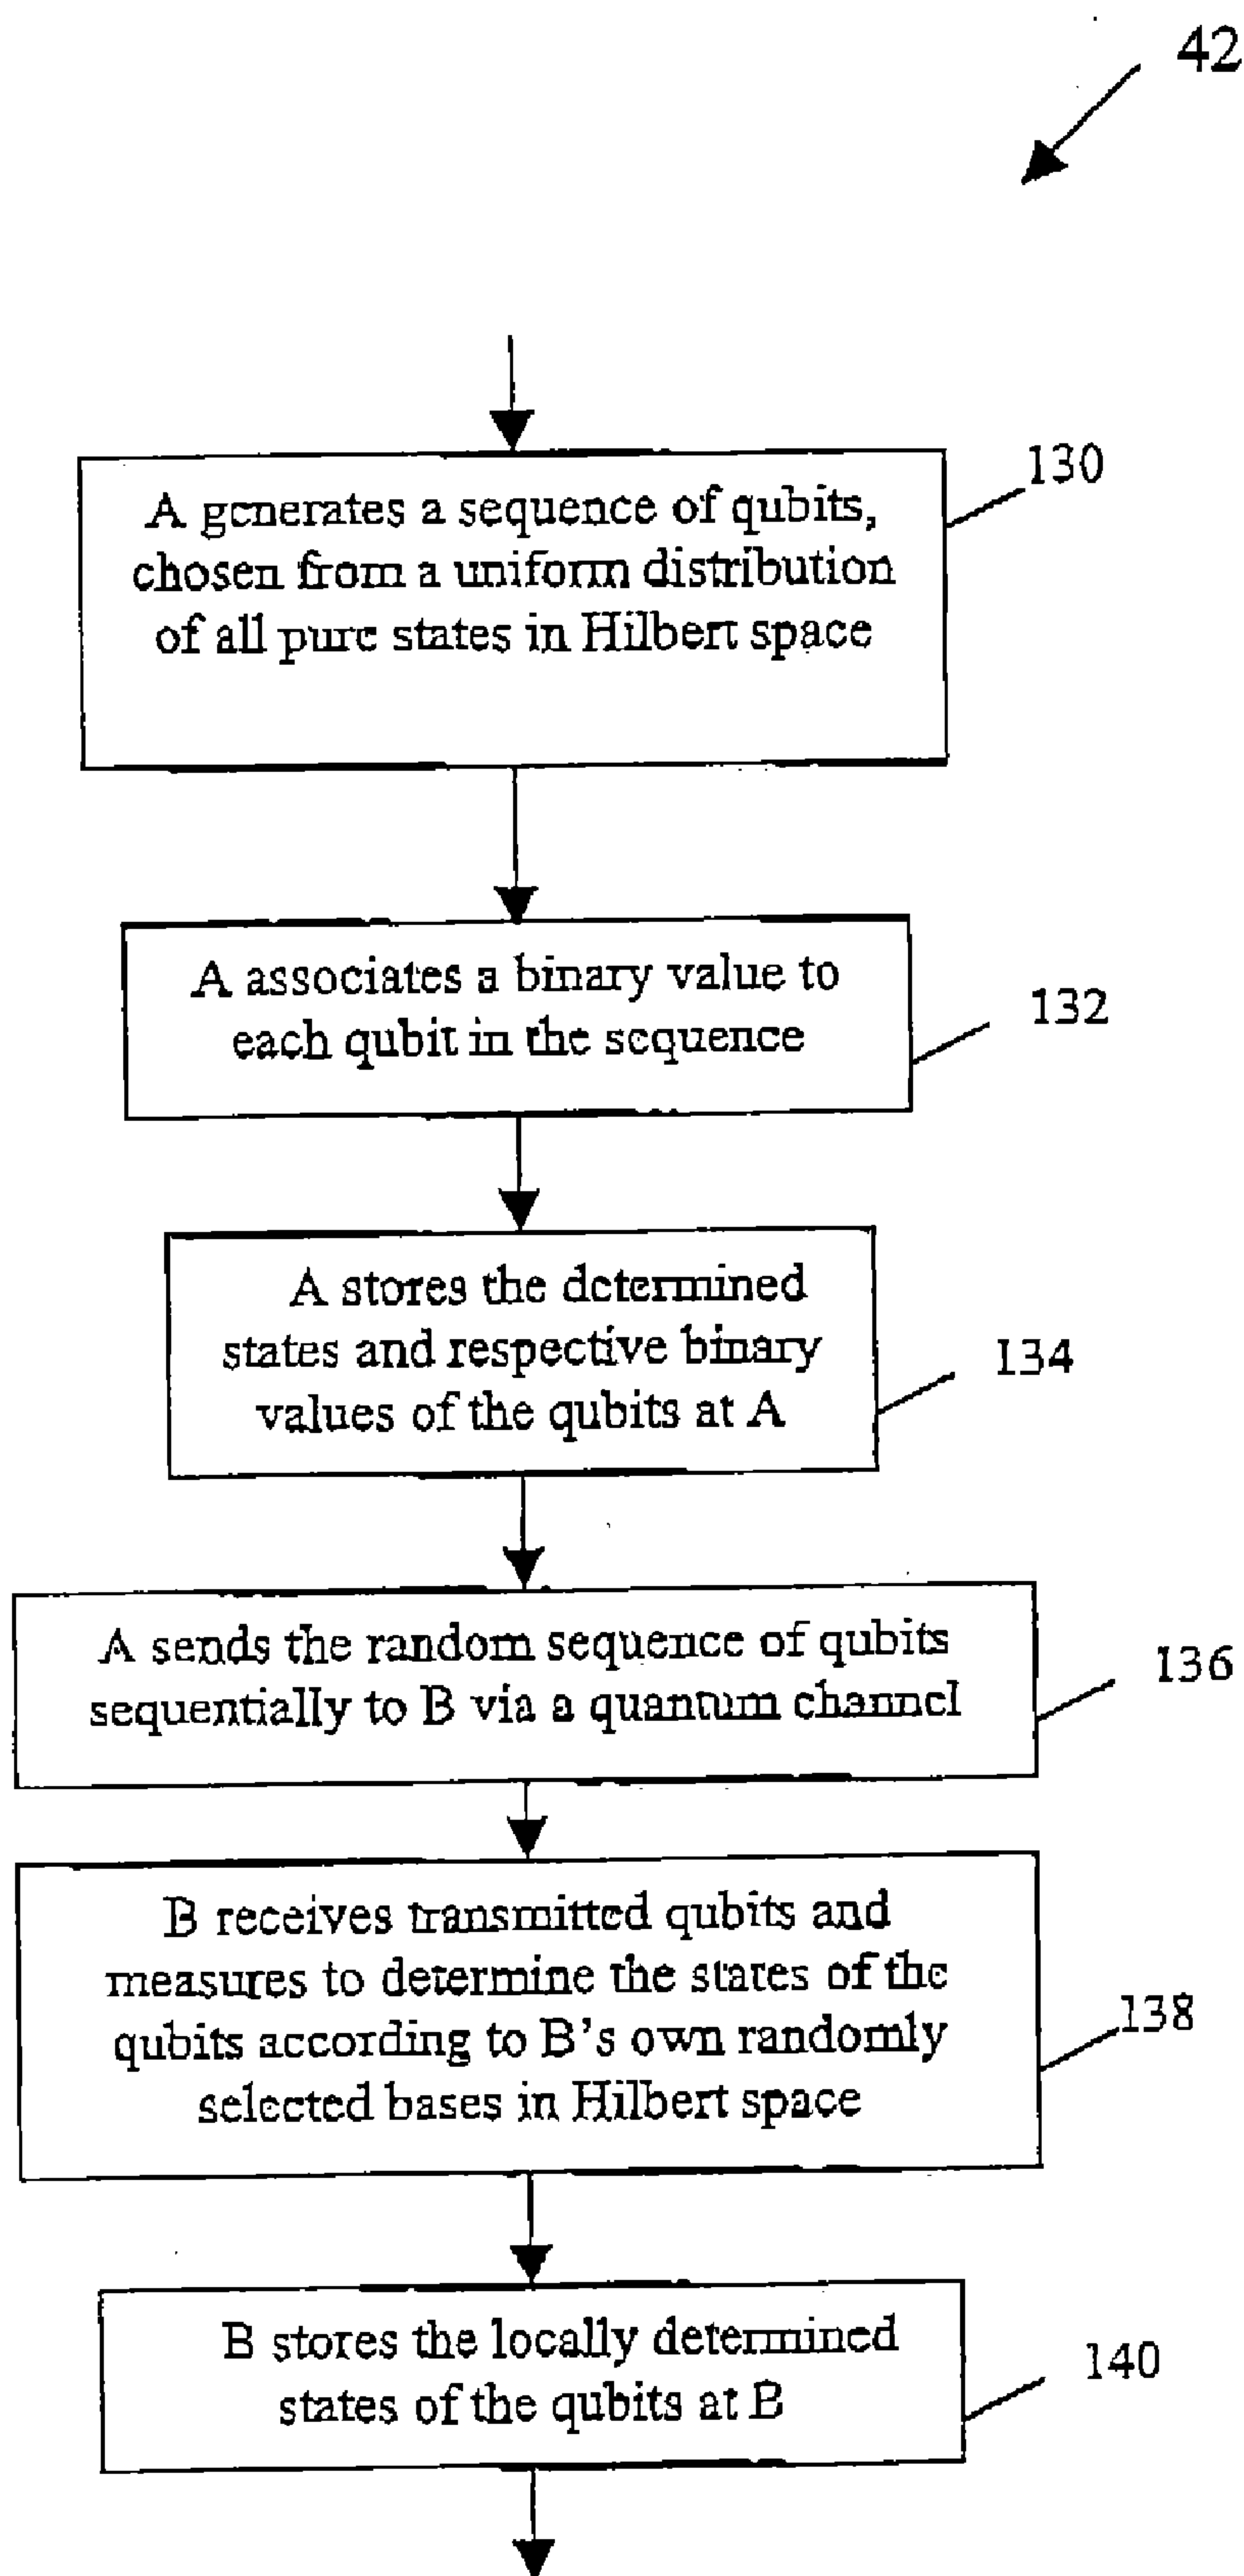 42
A generates a sequence of qubits,
chosen from a uniform distribution
of all pure states in Hilbert space
130
A associates a binary value to
each qubit in the sequence
132
A stores the determined
states and respective binary
values of the qubits at A
134
A sends the random sequence of qubits
sequentially to B via a quantum channel
136
B receives transmitted qubits and
measures to determine the states of the
qubits according to B's own randomly
selected bases in Hilbert space
138
B stores the locally determined
states of the qubits at B
140